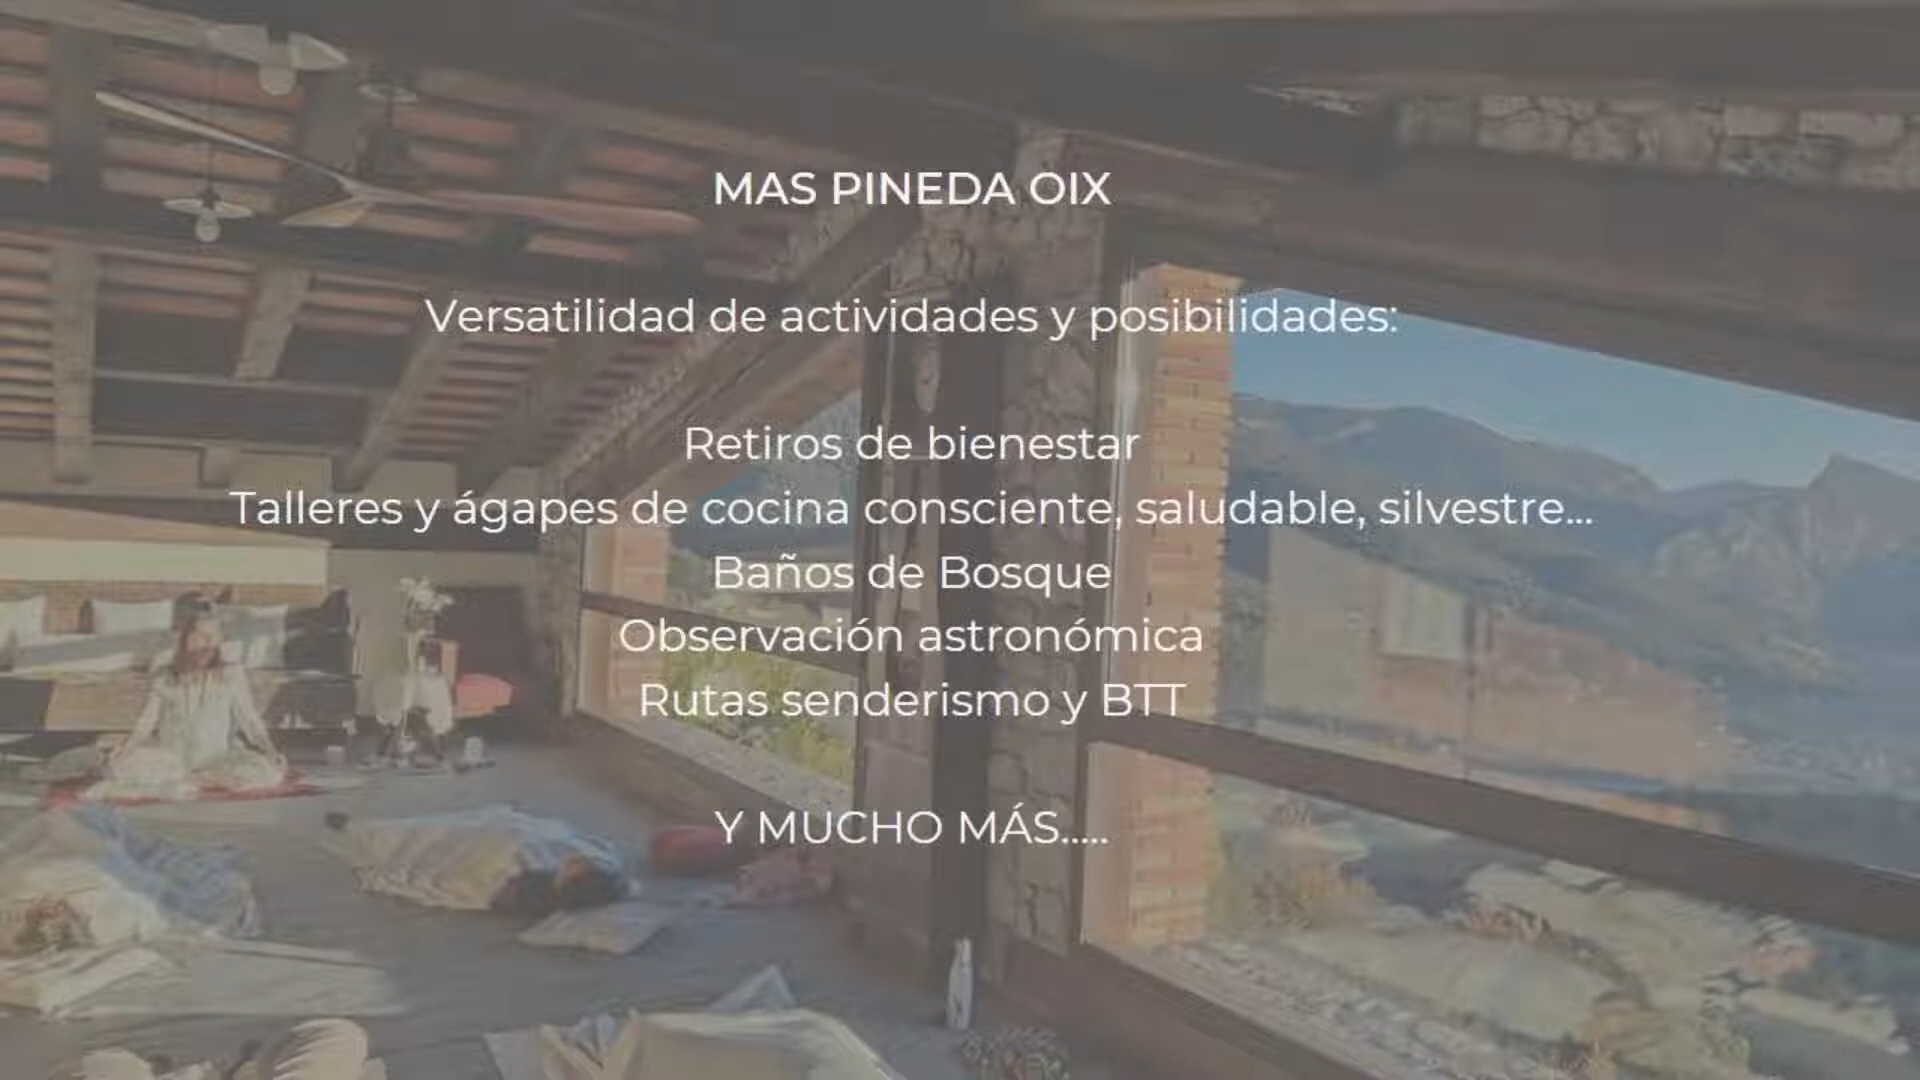 MAS PINEDA OIX
Versatilidad de actividades y posibilidades:
Retiros de bienestar
Talleres y ágapes de cocina consciente, saludable, silvestre...
Baños de Bosque
Observación astronómica
Rutas senderismo y BTT
Y MUCHO MÁS.....